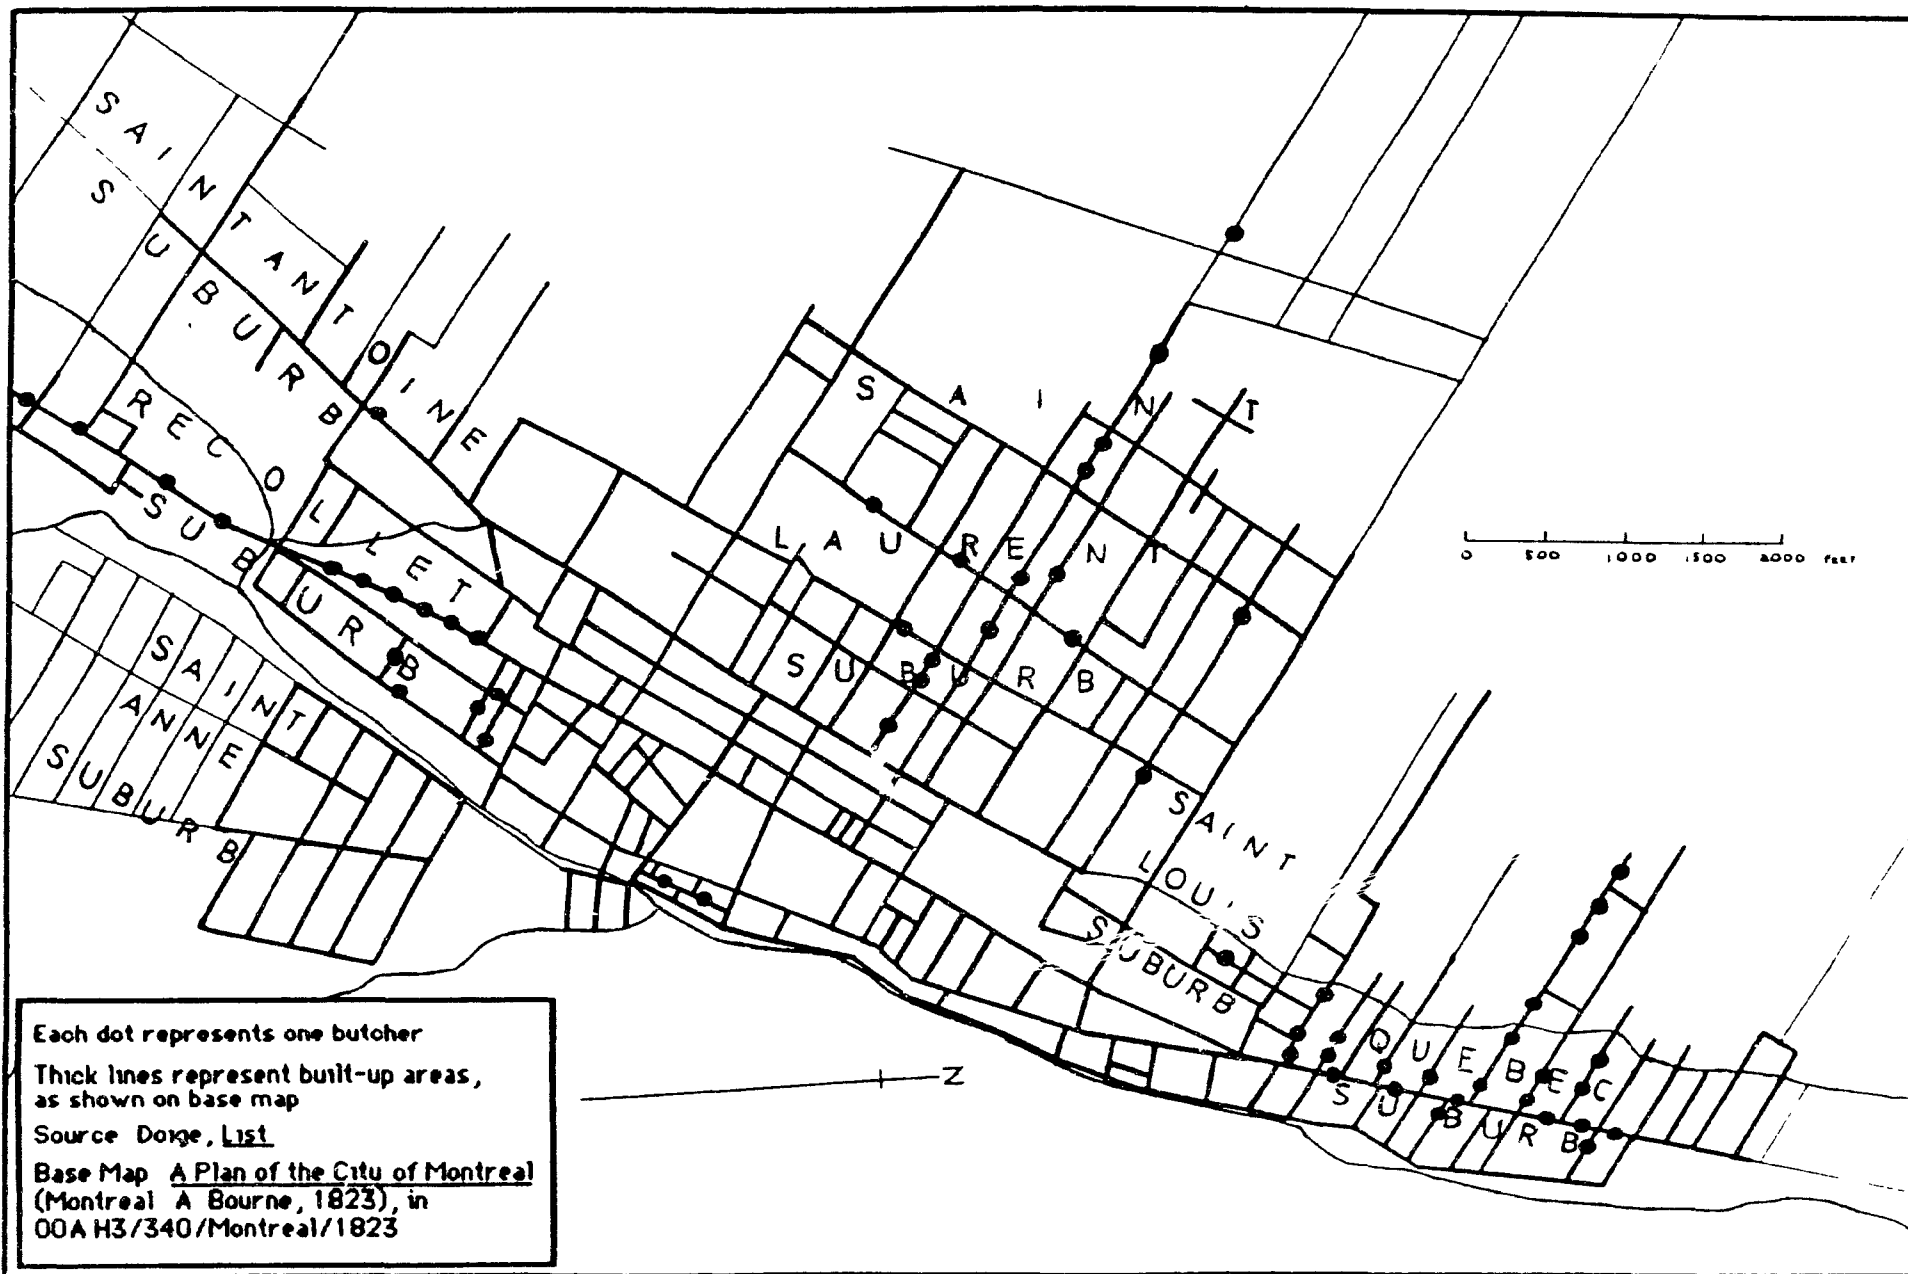 SAINT ANTOINE
SUBURB
RECOLLET
SUBURB
SAINT
ANNE
SUBURB
SAINT
LAURENT
SUBURB
SAINT
LOUIS
SUBURB
QUEBEC
SUBURB
0 500 1000 1500 2000 FEET
N
Each dot represents one butcher
Thick lines represent built-up areas,
as shown on base map
Source Doige, List
Base Map A Plan of the City of Montreal
(Montreal A Bourne, 1823), in
OOA H3/340/Montreal/1823